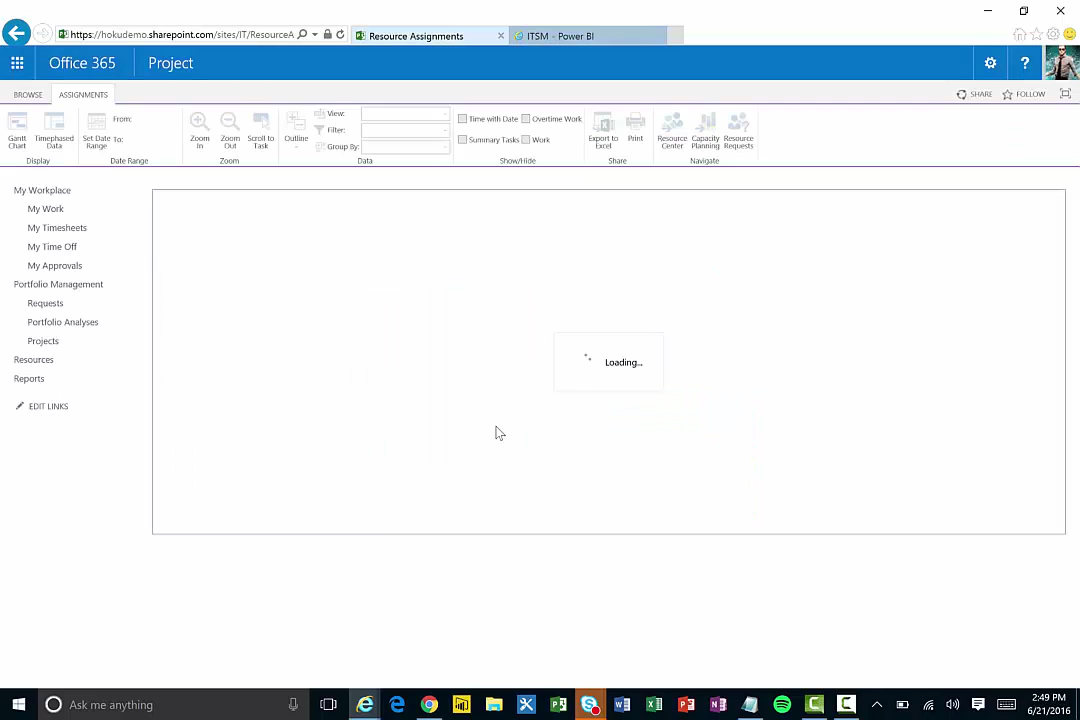 https://hokudemo.sharepoint.com/sites/IT/ResourceA
Resource Assignments
ITSM - Power BI
Office 365
Project
BROWSE
ASSIGNMENTS
SHARE
FOLLOW
Gantt Chart
Timephased Data
Display
Set Date Range
From:
To:
Date Range
Zoom In
Zoom Out
Scroll to Task
Zoom
Outline
View:
Filter:
Group By:
Data
Time with Date
Overtime Work
Summary Tasks
Work
Show/Hide
Export to Excel
Print
Share
Resource Center
Capacity Planning
Resource Requests
Navigate
My Workplace
My Work
My Timesheets
My Time Off
My Approvals
Portfolio Management
Requests
Portfolio Analyses
Projects
Resources
Reports
EDIT LINKS
Loading...
Ask me anything
2:49 PM
6/21/2016